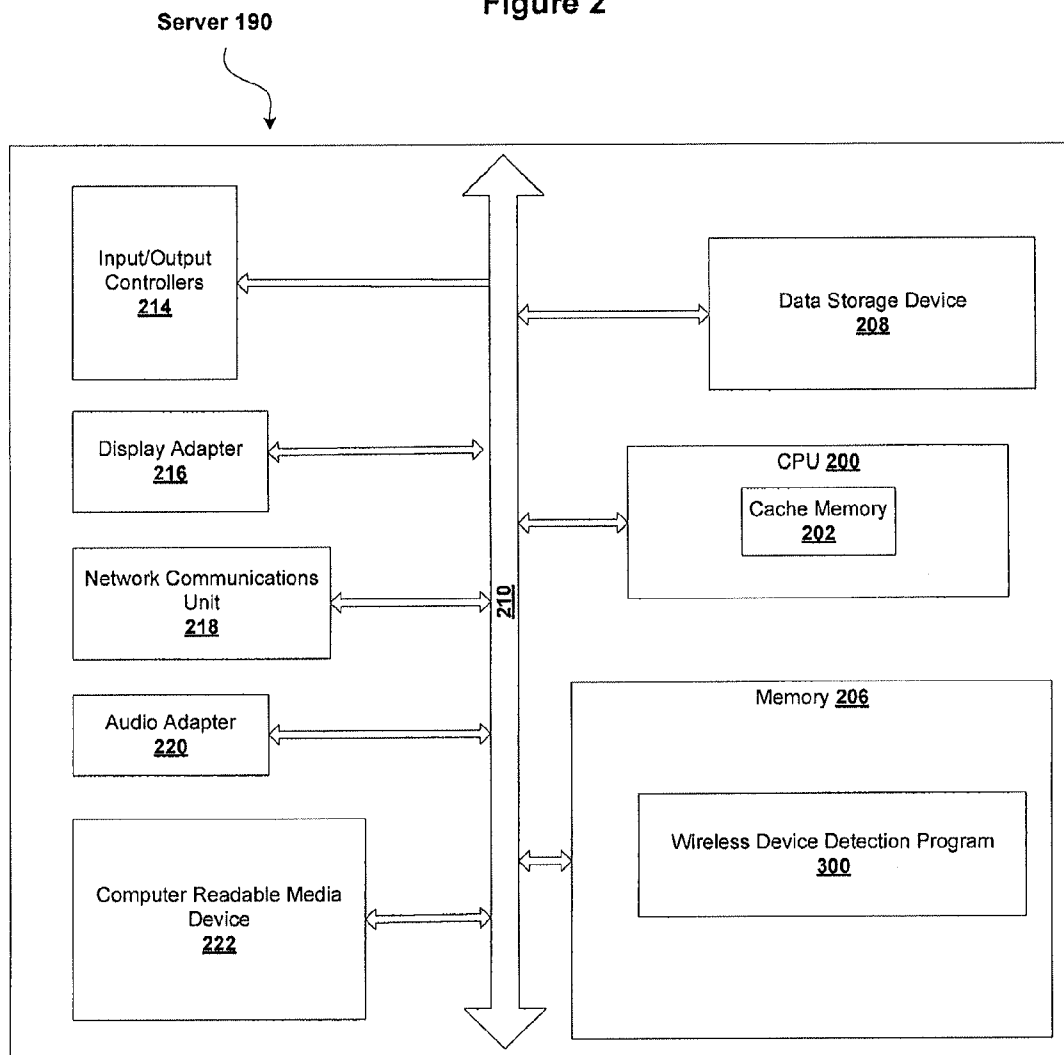 Figure 2
Server 190
Input/Output
Controllers
214
Display Adapter
216
Network Communications
Unit
218
Audio Adapter
220
Computer Readable Media
Device
222
210
Data Storage Device
208
CPU 200
Cache Memory
202
Memory 206
Wireless Device Detection Program
300